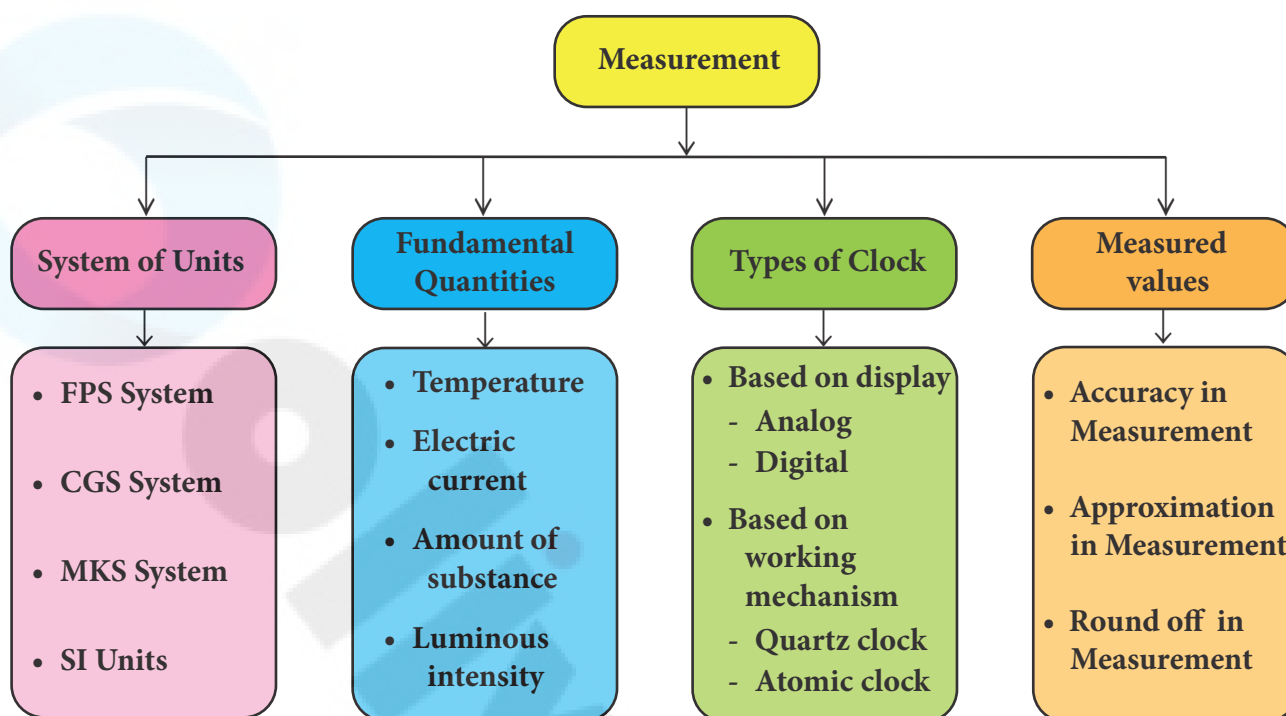 Measurement
System of Units
• FPS System
• CGS System
• MKS System
• SI Units
Fundamental
Quantities
• Temperature
• Electric
current
• Amount of
substance
• Luminous
intensity
Types of Clock
• Based on display
- Analog
- Digital
• Based on
working
mechanism
- Quartz clock
- Atomic clock
Measured
values
• Accuracy in
Measurement
• Approximation
in Measurement
• Round off in
Measurement